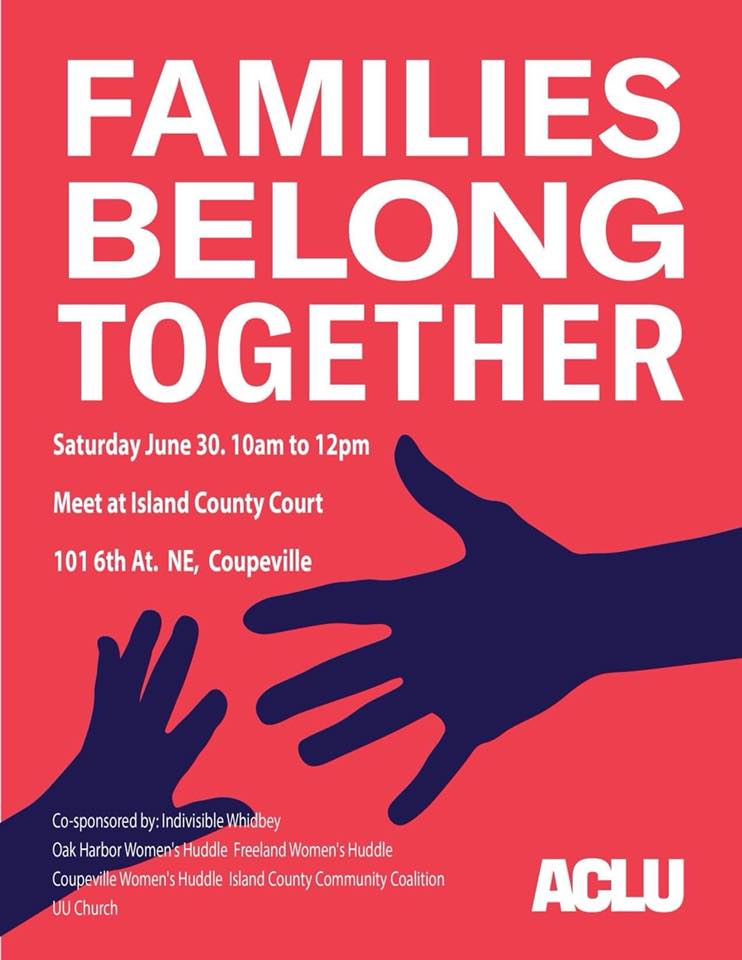 FAMILIES
BELONG
TOGETHER
Saturday June 30. 10am to 12pm
Meet at Island County Court
101 6th At. NE, Coupeville
Co-sponsored by: Indivisible Whidbey
Oak Harbor Women's Huddle Freeland Women's Huddle
Coupeville Women's Huddle Island County Community Coalition
UU Church
ACLU